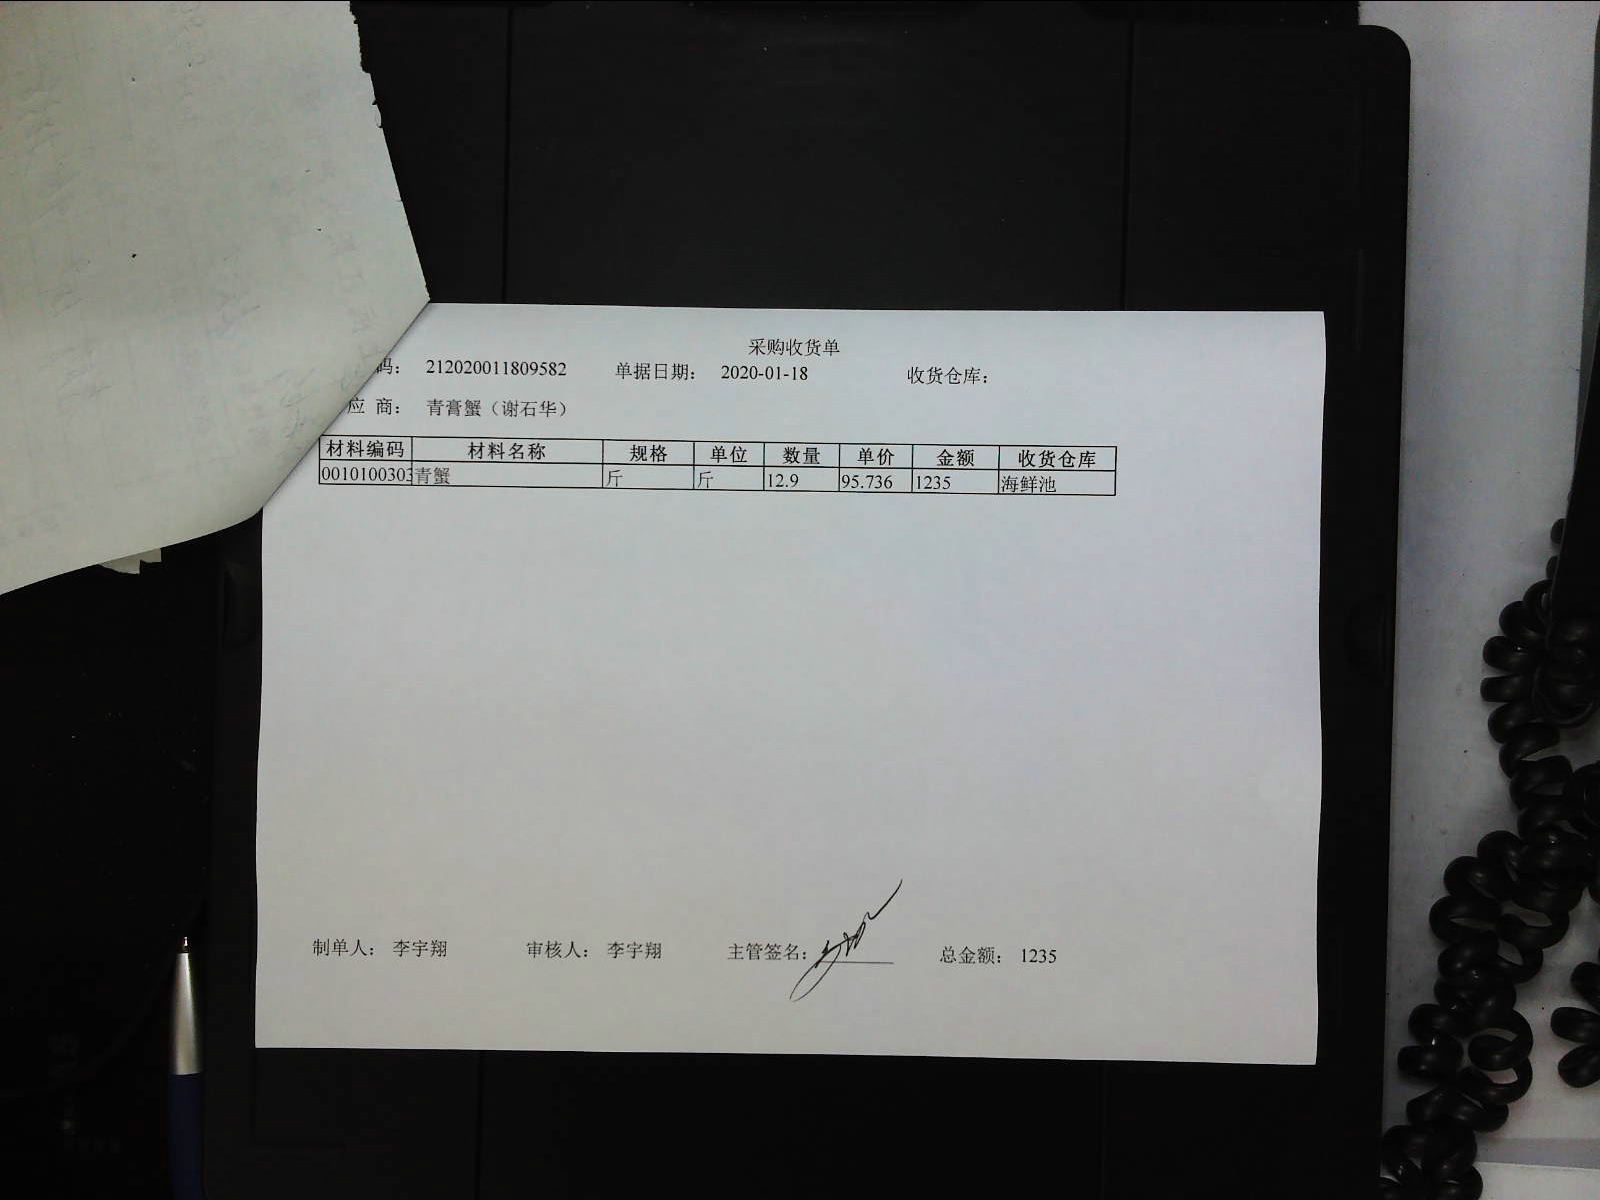 采购收货单
码： 212020011809582 单据日期： 2020-01-18 收货仓库：
应 商： 青膏蟹（谢石华）
材料编码 材料名称 规格 单位 数量 单价 金额 收货仓库
0010100303 青蟹 斤 斤 12.9 95.736 1235 海鲜池
制单人： 李宇翔 审核人： 李宇翔 主管签名： 总金额： 1235